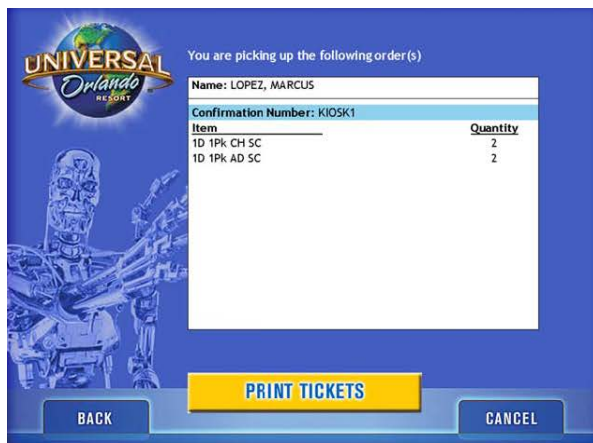 UNIVERSAL
Orlando
RESORT
You are picking up the following order(s)
Name: LOPEZ, MARCUS
Confirmation Number: KIOSK1
Item Quantity
1D 1Pk CH SC 2
1D 1Pk AD SC 2
PRINT TICKETS
BACK
CANCEL